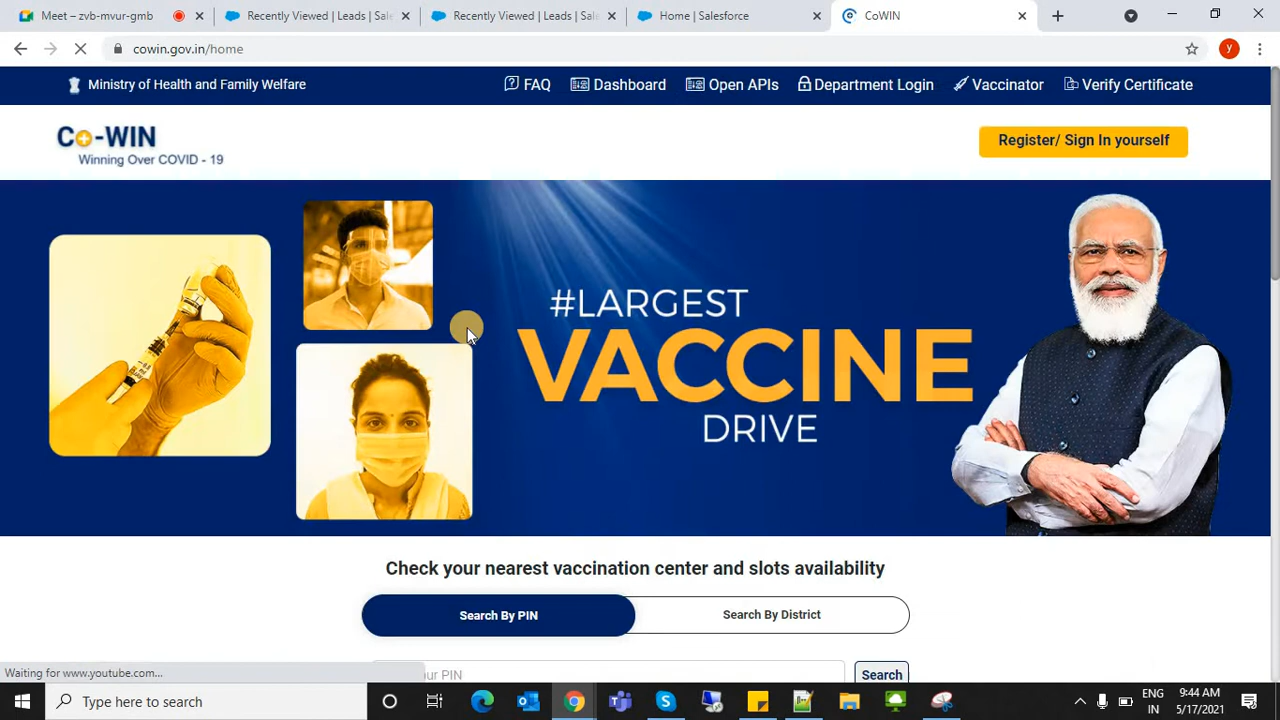 Meet – zvb-mvur-gmb
Recently Viewed | Leads | Sale
Recently Viewed | Leads | Sale
Home | Salesforce
CoWIN
cowin.gov.in/home
y
Ministry of Health and Family Welfare
FAQ
Dashboard
Open APIs
Department Login
Vaccinator
Verify Certificate
Co-WIN
Winning Over COVID - 19
Register/ Sign In yourself
#LARGEST
VACCINE
DRIVE
Check your nearest vaccination center and slots availability
Search By PIN
Search By District
our PIN
Search
Waiting for www.youtube.com...
Type here to search
ENG
IN
9:44 AM
5/17/2021